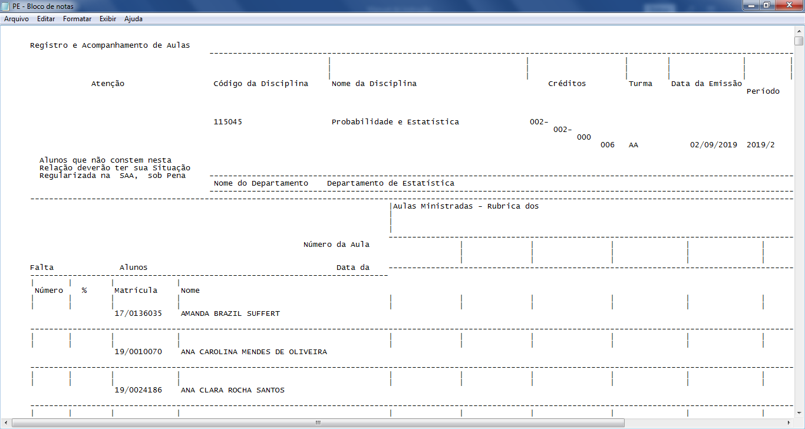 PE - Bloco de notas
Arquivo Editar Formatar Exibir Ajuda
Registro e Acompanhamento de Aulas
Atenção Código da Disciplina Nome da Disciplina Créditos Turma Data da Emissão
Período
115045 Probabilidade e Estatística 002-
002-
000
006 AA 02/09/2019 2019/2
Alunos que não constem nesta
Relação deverão ter sua Situação
Regularizada na SAA, sob Pena
Nome do Departamento Departamento de Estatística
Aulas Ministradas - Rubrica dos
Número da Aula
Falta Alunos Data da
Número % Matrícula Nome
17/0136035 AMANDA BRAZIL SUFFERT
19/0010070 ANA CAROLINA MENDES DE OLIVEIRA
19/0024186 ANA CLARA ROCHA SANTOS